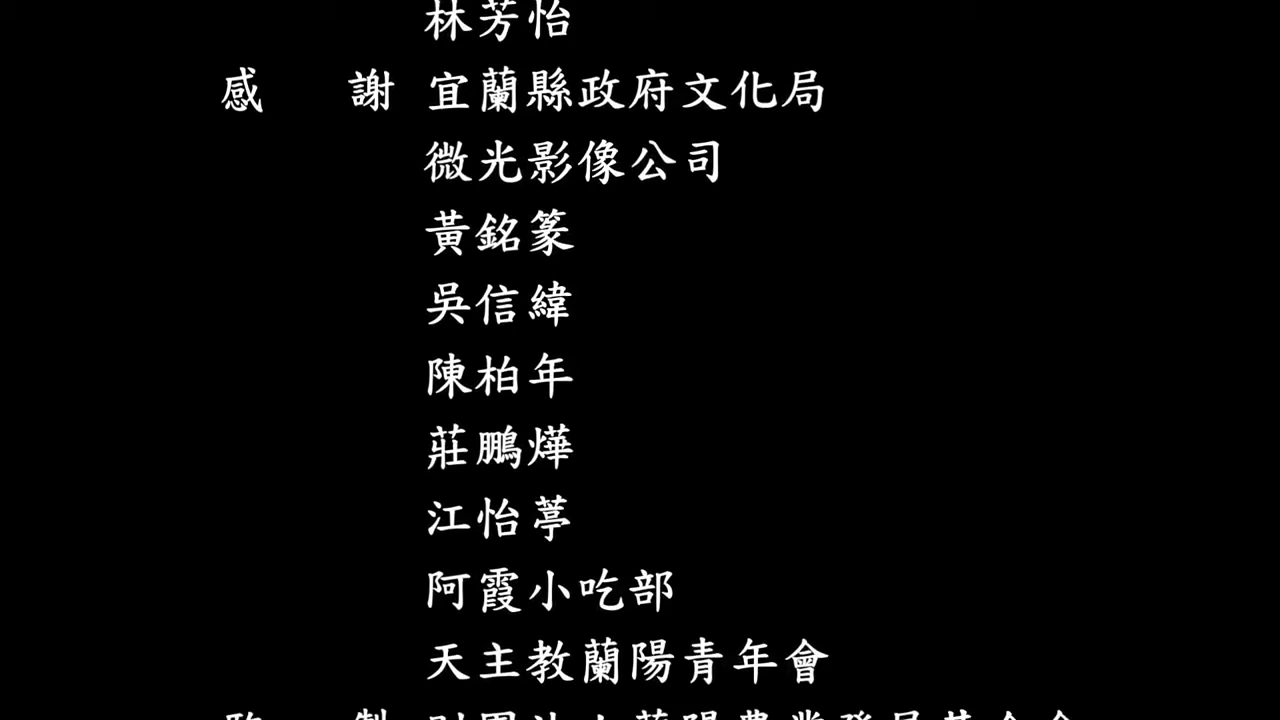 林芳怡
感 謝 宜蘭縣政府文化局
微光影像公司
黃銘篆
吳信緯
陳柏年
莊鵬燁
江怡葶
阿霞小吃部
天主教蘭陽青年會